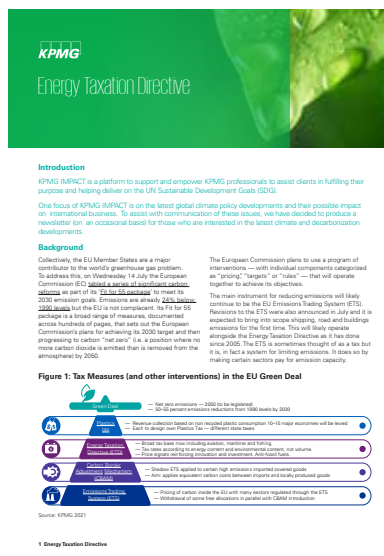 KPMG
Energy Taxation Directive
Introduction
KPMG IMPACT is a platform to support and empower KPMG professionals to assist clients in fulfilling their
purpose and helping deliver on the UN Sustainable Development Goals (SDG).
One focus of KPMG IMPACT is on the latest global climate policy developments and their possible impact
on international business. To assist with communication of these issues, we have decided to produce a
newsletter (on an occasional basis) for those who are interested in the latest climate and decarbonization
developments.
Background
Collectively, the EU Member States are a major
contributor to the world's greenhouse gas problem.
To address this, on Wednesday 14 July the European
Commission (EC) tabled a series of significant carbon
reforms as part of its 'Fit for 55 package' to meet its
2030 emission goals. Emissions are already 24% below
1990 levels but the EU is not complacent. Its Fit for 55
package is a broad range of measures, documented
across hundreds of pages, that sets out the European
Commission's plans for achieving its 2030 target and then
progressing to carbon "net zero" (i.e. a position where no
more carbon dioxide is emitted than is removed from the
atmosphere) by 2050.
The European Commission plans to use a program of
interventions — with individual components categorized
as "pricing", "targets" or "rules" — that will operate
together to achieve its objectives.
The main instrument for reducing emissions will likely
continue to be the EU Emissions Trading System (ETS).
Revisions to the ETS were also announced in July and it is
expected to bring into scope shipping, road and buildings
emissions for the first time. This will likely operate
alongside the Energy Taxation Directive as it has done
since 2005. The ETS is sometimes thought of as a tax but
it is, in fact a system for limiting emissions. It does so by
making certain sectors pay for emission capacity.
Figure 1: Tax Measures (and other interventions) in the EU Green Deal
Green Deal
— Net zero emissions — 2050 (to be legislated)
— 50–55 percent emissions reductions from 1990 levels by 2030
Plastics
tax
— Revenue collection based on non recycled plastic consumption 10–15 major economies will be levied
— Each to design own Plastics Tax — different state taxes
Energy Taxation
Directive (ETD)
— Broad tax base now including aviation, maritime and fishing.
— Tax rates according to energy content and environmental content, not volume.
— Price signals reinforcing innovation and investment. Anti-fossil fuels.
Carbon Border
Adjustment Mechanism
(CBAM)
— Shadow ETS applied to certain high emissions imported covered goods
— Aim: applies equivalent carbon costs between imports and locally produced goods
Emissions Trading
System (ETS)
— Pricing of carbon inside the EU with many sectors regulated through the ETS
— Withdrawal of some free allocations in parallel with CBAM introduction
Source: KPMG 2021
1 Energy Taxation Directive